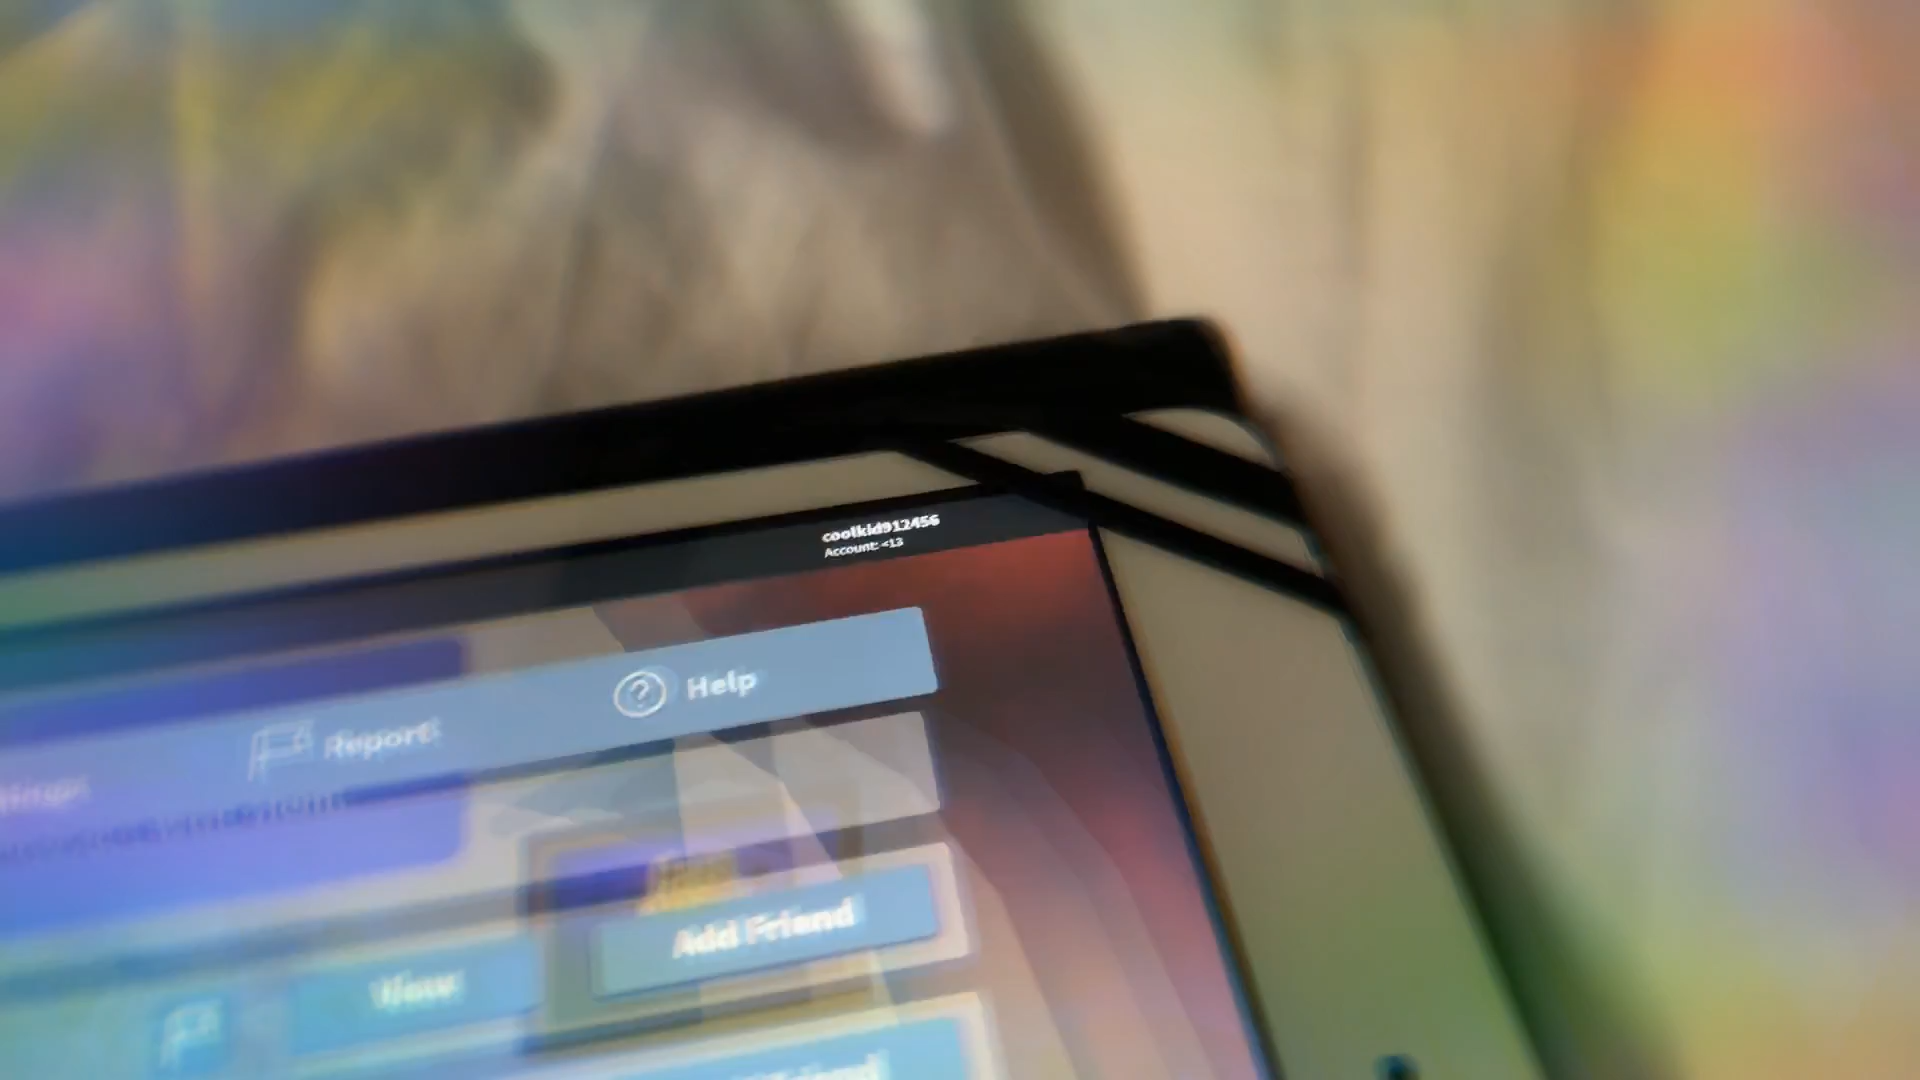 coolkid912456
Account: <13
Help
Report
Add Friend
View